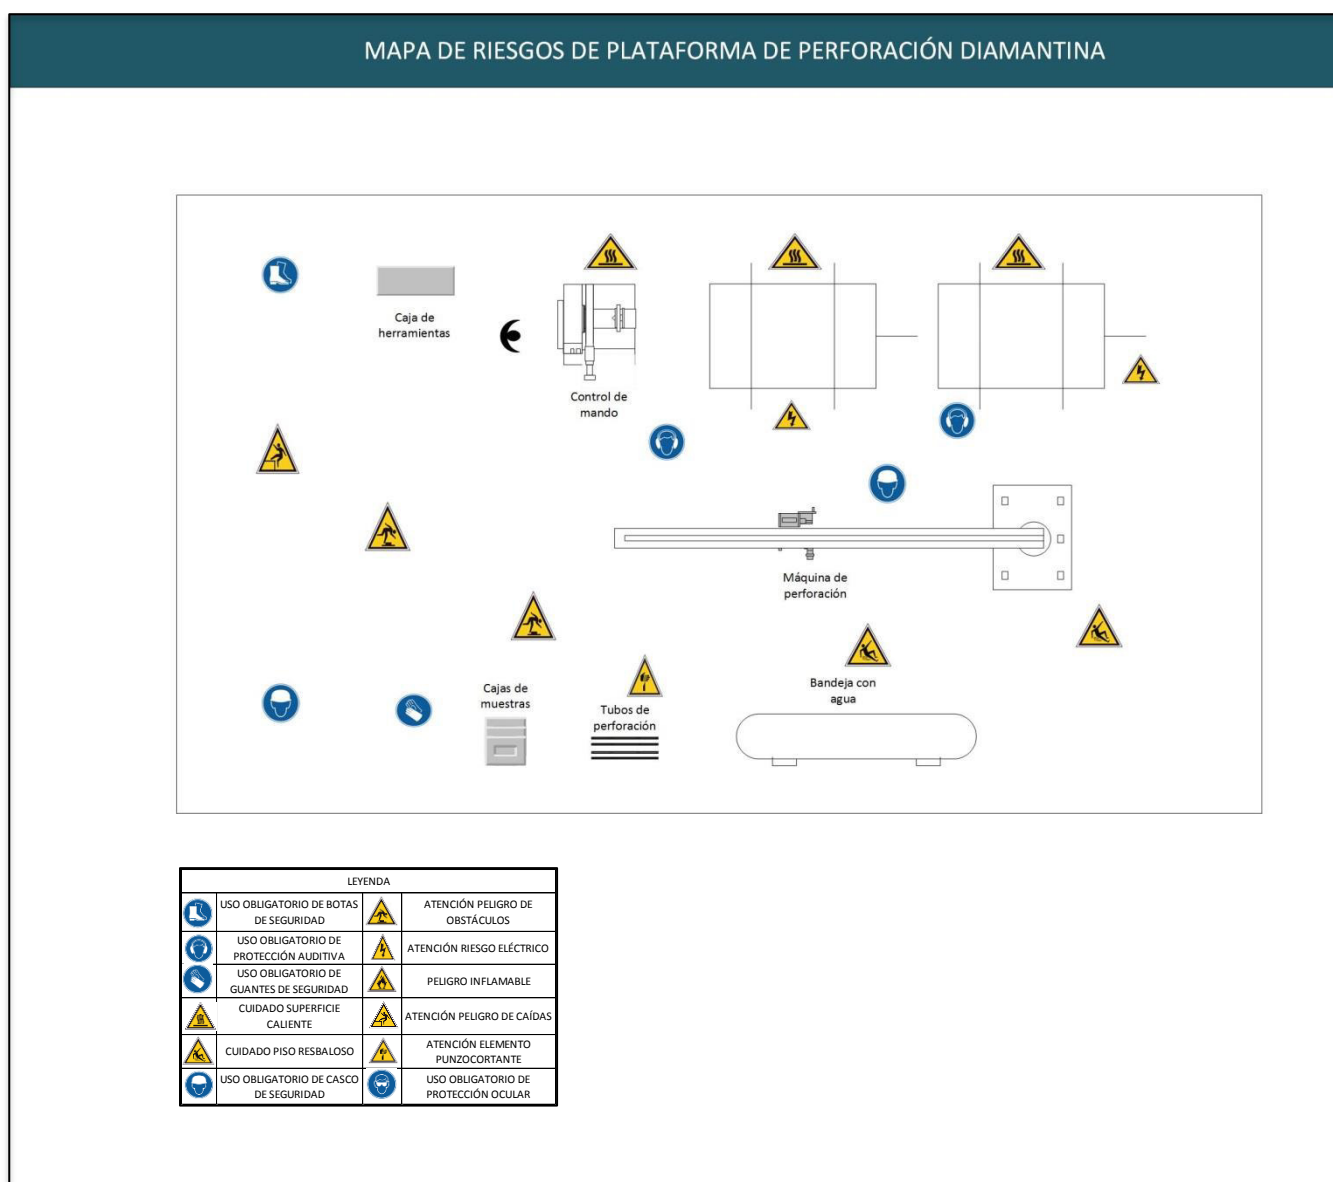 MAPA DE RIESGOS DE PLATAFORMA DE PERFORACIÓN DIAMANTINA
Caja de
herramientas
Control de
mando
Máquina de
perforación
Cajas de
muestras
Tubos de
perforación
Bandeja con
agua
LEYENDA
USO OBLIGATORIO DE BOTAS
DE SEGURIDAD
ATENCIÓN PELIGRO DE
OBSTÁCULOS
USO OBLIGATORIO DE
PROTECCIÓN AUDITIVA
ATENCIÓN RIESGO ELÉCTRICO
USO OBLIGATORIO DE
GUANTES DE SEGURIDAD
PELIGRO INFLAMABLE
CUIDADO SUPERFICIE
CALIENTE
ATENCIÓN PELIGRO DE CAÍDAS
CUIDADO PISO RESBALOSO
ATENCIÓN ELEMENTO
PUNZOCORTANTE
USO OBLIGATORIO DE CASCO
DE SEGURIDAD
USO OBLIGATORIO DE
PROTECCIÓN OCULAR